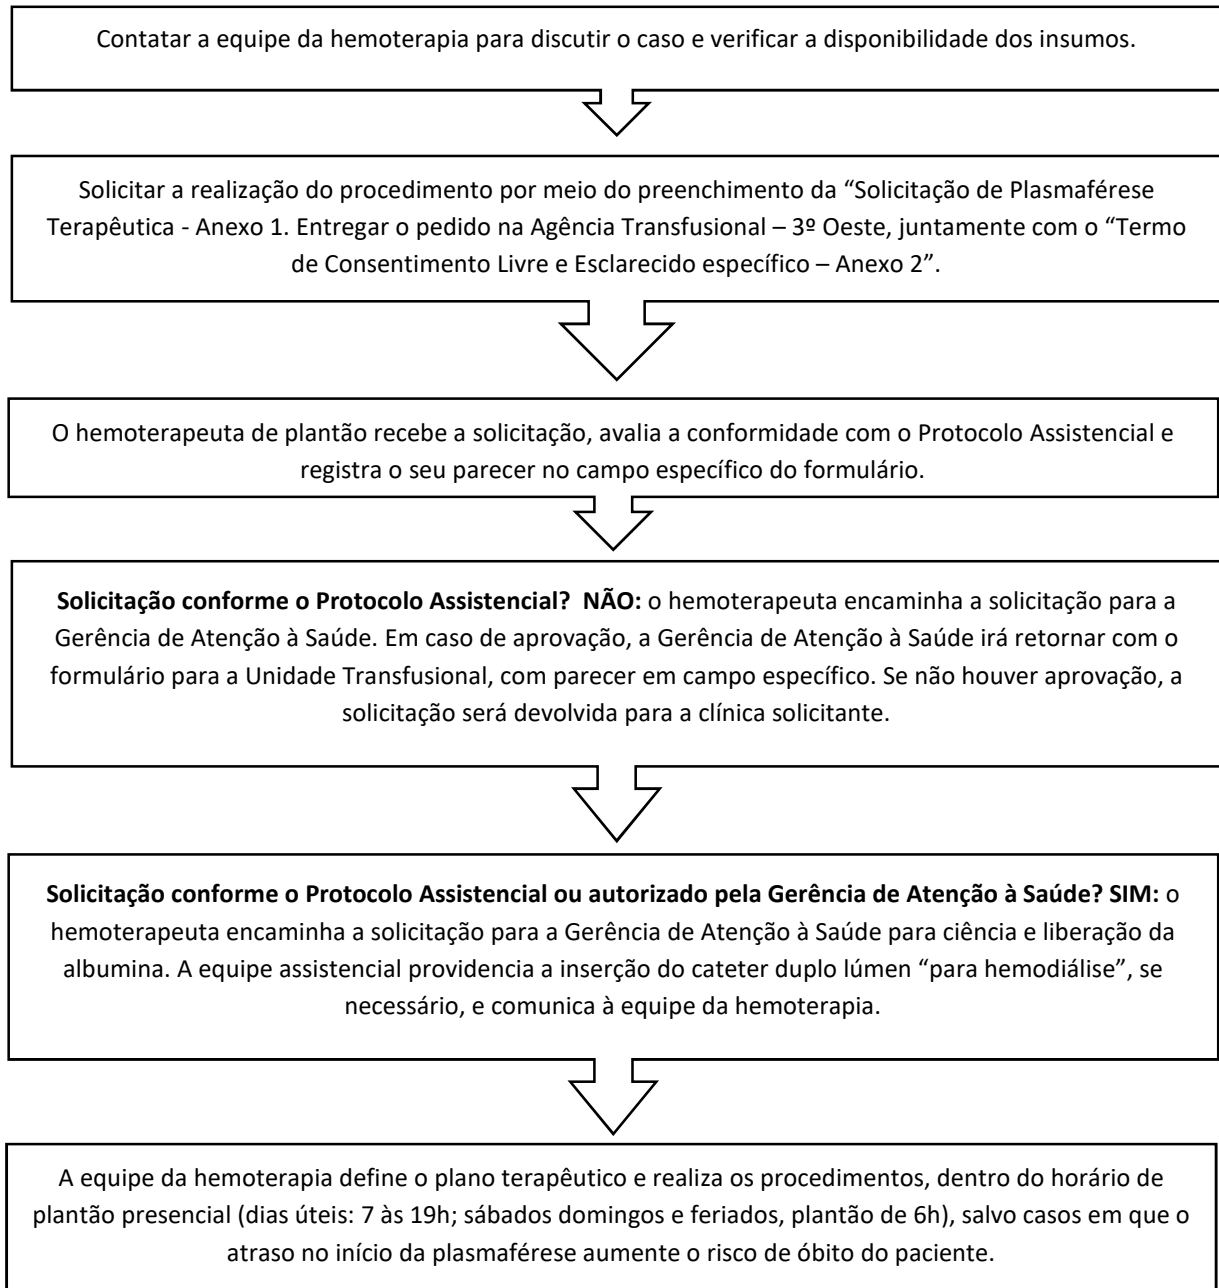 Contatar a equipe da hemoterapia para discutir o caso e verificar a disponibilidade dos insumos.
Solicitar a realização do procedimento por meio do preenchimento da “Solicitação de Plasmaférese
Terapêutica - Anexo 1. Entregar o pedido na Agência Transfusional – 3º Oeste, juntamente com o “Termo
de Consentimento Livre e Esclarecido específico – Anexo 2”.
O hemoterapeuta de plantão recebe a solicitação, avalia a conformidade com o Protocolo Assistencial e
registra o seu parecer no campo específico do formulário.
Solicitação conforme o Protocolo Assistencial? NÃO: o hemoterapeuta encaminha a solicitação para a
Gerência de Atenção à Saúde. Em caso de aprovação, a Gerência de Atenção à Saúde irá retornar com o
formulário para a Unidade Transfusional, com parecer em campo específico. Se não houver aprovação, a
solicitação será devolvida para a clínica solicitante.
Solicitação conforme o Protocolo Assistencial ou autorizado pela Gerência de Atenção à Saúde? SIM: o
hemoterapeuta encaminha a solicitação para a Gerência de Atenção à Saúde para ciência e liberação da
albumina. A equipe assistencial providencia a inserção do cateter duplo lúmen “para hemodiálise”, se
necessário, e comunica à equipe da hemoterapia.
A equipe da hemoterapia define o plano terapêutico e realiza os procedimentos, dentro do horário de
plantão presencial (dias úteis: 7 às 19h; sábados domingos e feriados, plantão de 6h), salvo casos em que o
atraso no início da plasmaférese aumente o risco de óbito do paciente.